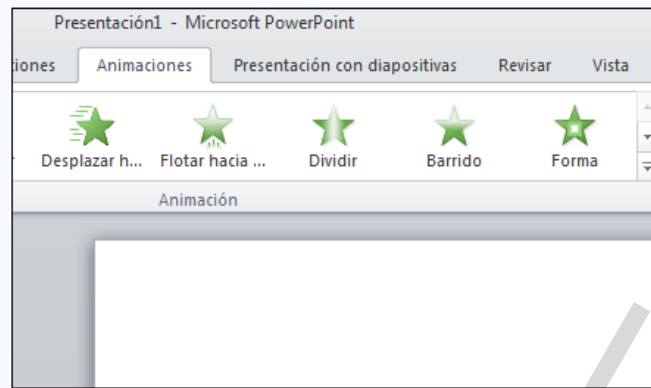 Presentación1 - Microsoft PowerPoint
iones Animaciones Presentación con diapositivas Revisar Vista
Desplazar h... Flotar hacia ... Dividir Barrido Forma
Animación